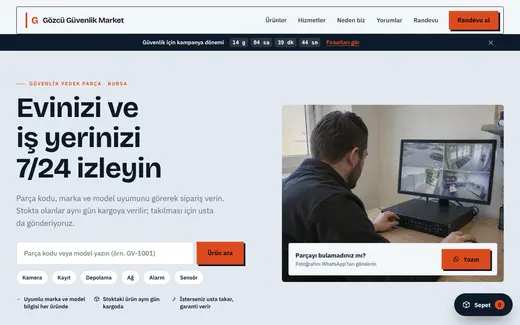 G Gözcü Güvenlik Market
Ürünler Hizmetler Neden biz Yorumlar Randevu Randevu al
Güvenlik için kampanya dönemi 14 g 04 sa 39 dk 44 sn Fırsatları gör
GÜVENLİK YEDEK PARÇA · BURSA
Evinizi ve
iş yerinizi
7/24 izleyin
Parça kodu, marka ve model uyumunu görerek sipariş verin.
Stokta olanlar aynı gün kargoya verilir; takılması için usta
da gönderiyoruz.
Parça kodu veya model yazın (örn. GV-1001) Ürün ara
Kamera Kayıt Depolama Ağ Alarm Sensör
Uyumlu marka ve model
bilgisi her üründe
Stoktaki ürün aynı gün
kargoda
İsterseniz usta takar,
garanti verir
Parçayı bulamadınız mı?
Fotoğrafını WhatsApp'tan gönderin
Yazın
Sepet 0